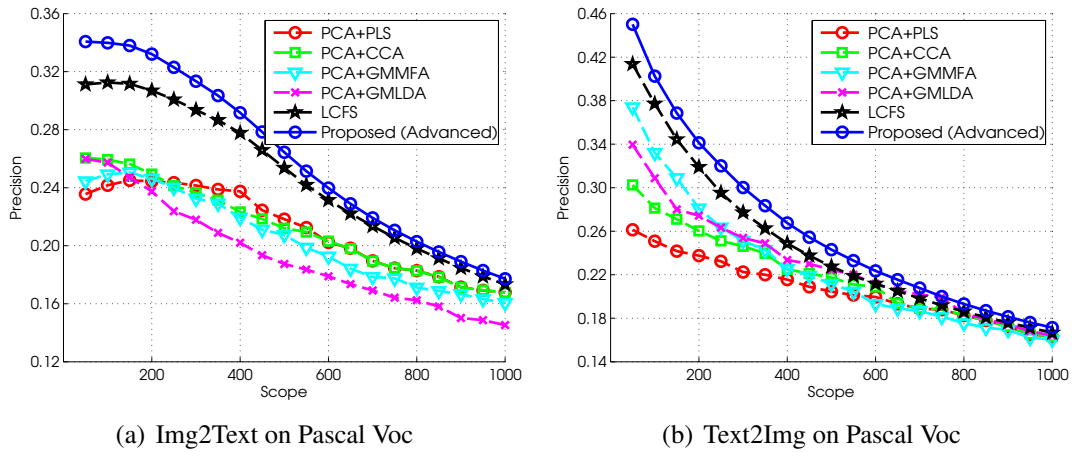 0.36
0.32
0.28
0.24
0.20
0.16
0.12
Precision
200
400
600
800
1000
Scope
PCA+PLS
PCA+CCA
PCA+GMMFA
PCA+GMLDA
LCFS
Proposed (Advanced)
(a) Img2Text on Pascal Voc
0.46
0.42
0.38
0.34
0.30
0.26
0.22
0.18
0.14
Precision
200
400
600
800
1000
Scope
PCA+PLS
PCA+CCA
PCA+GMMFA
PCA+GMLDA
LCFS
Proposed (Advanced)
(b) Text2Img on Pascal Voc